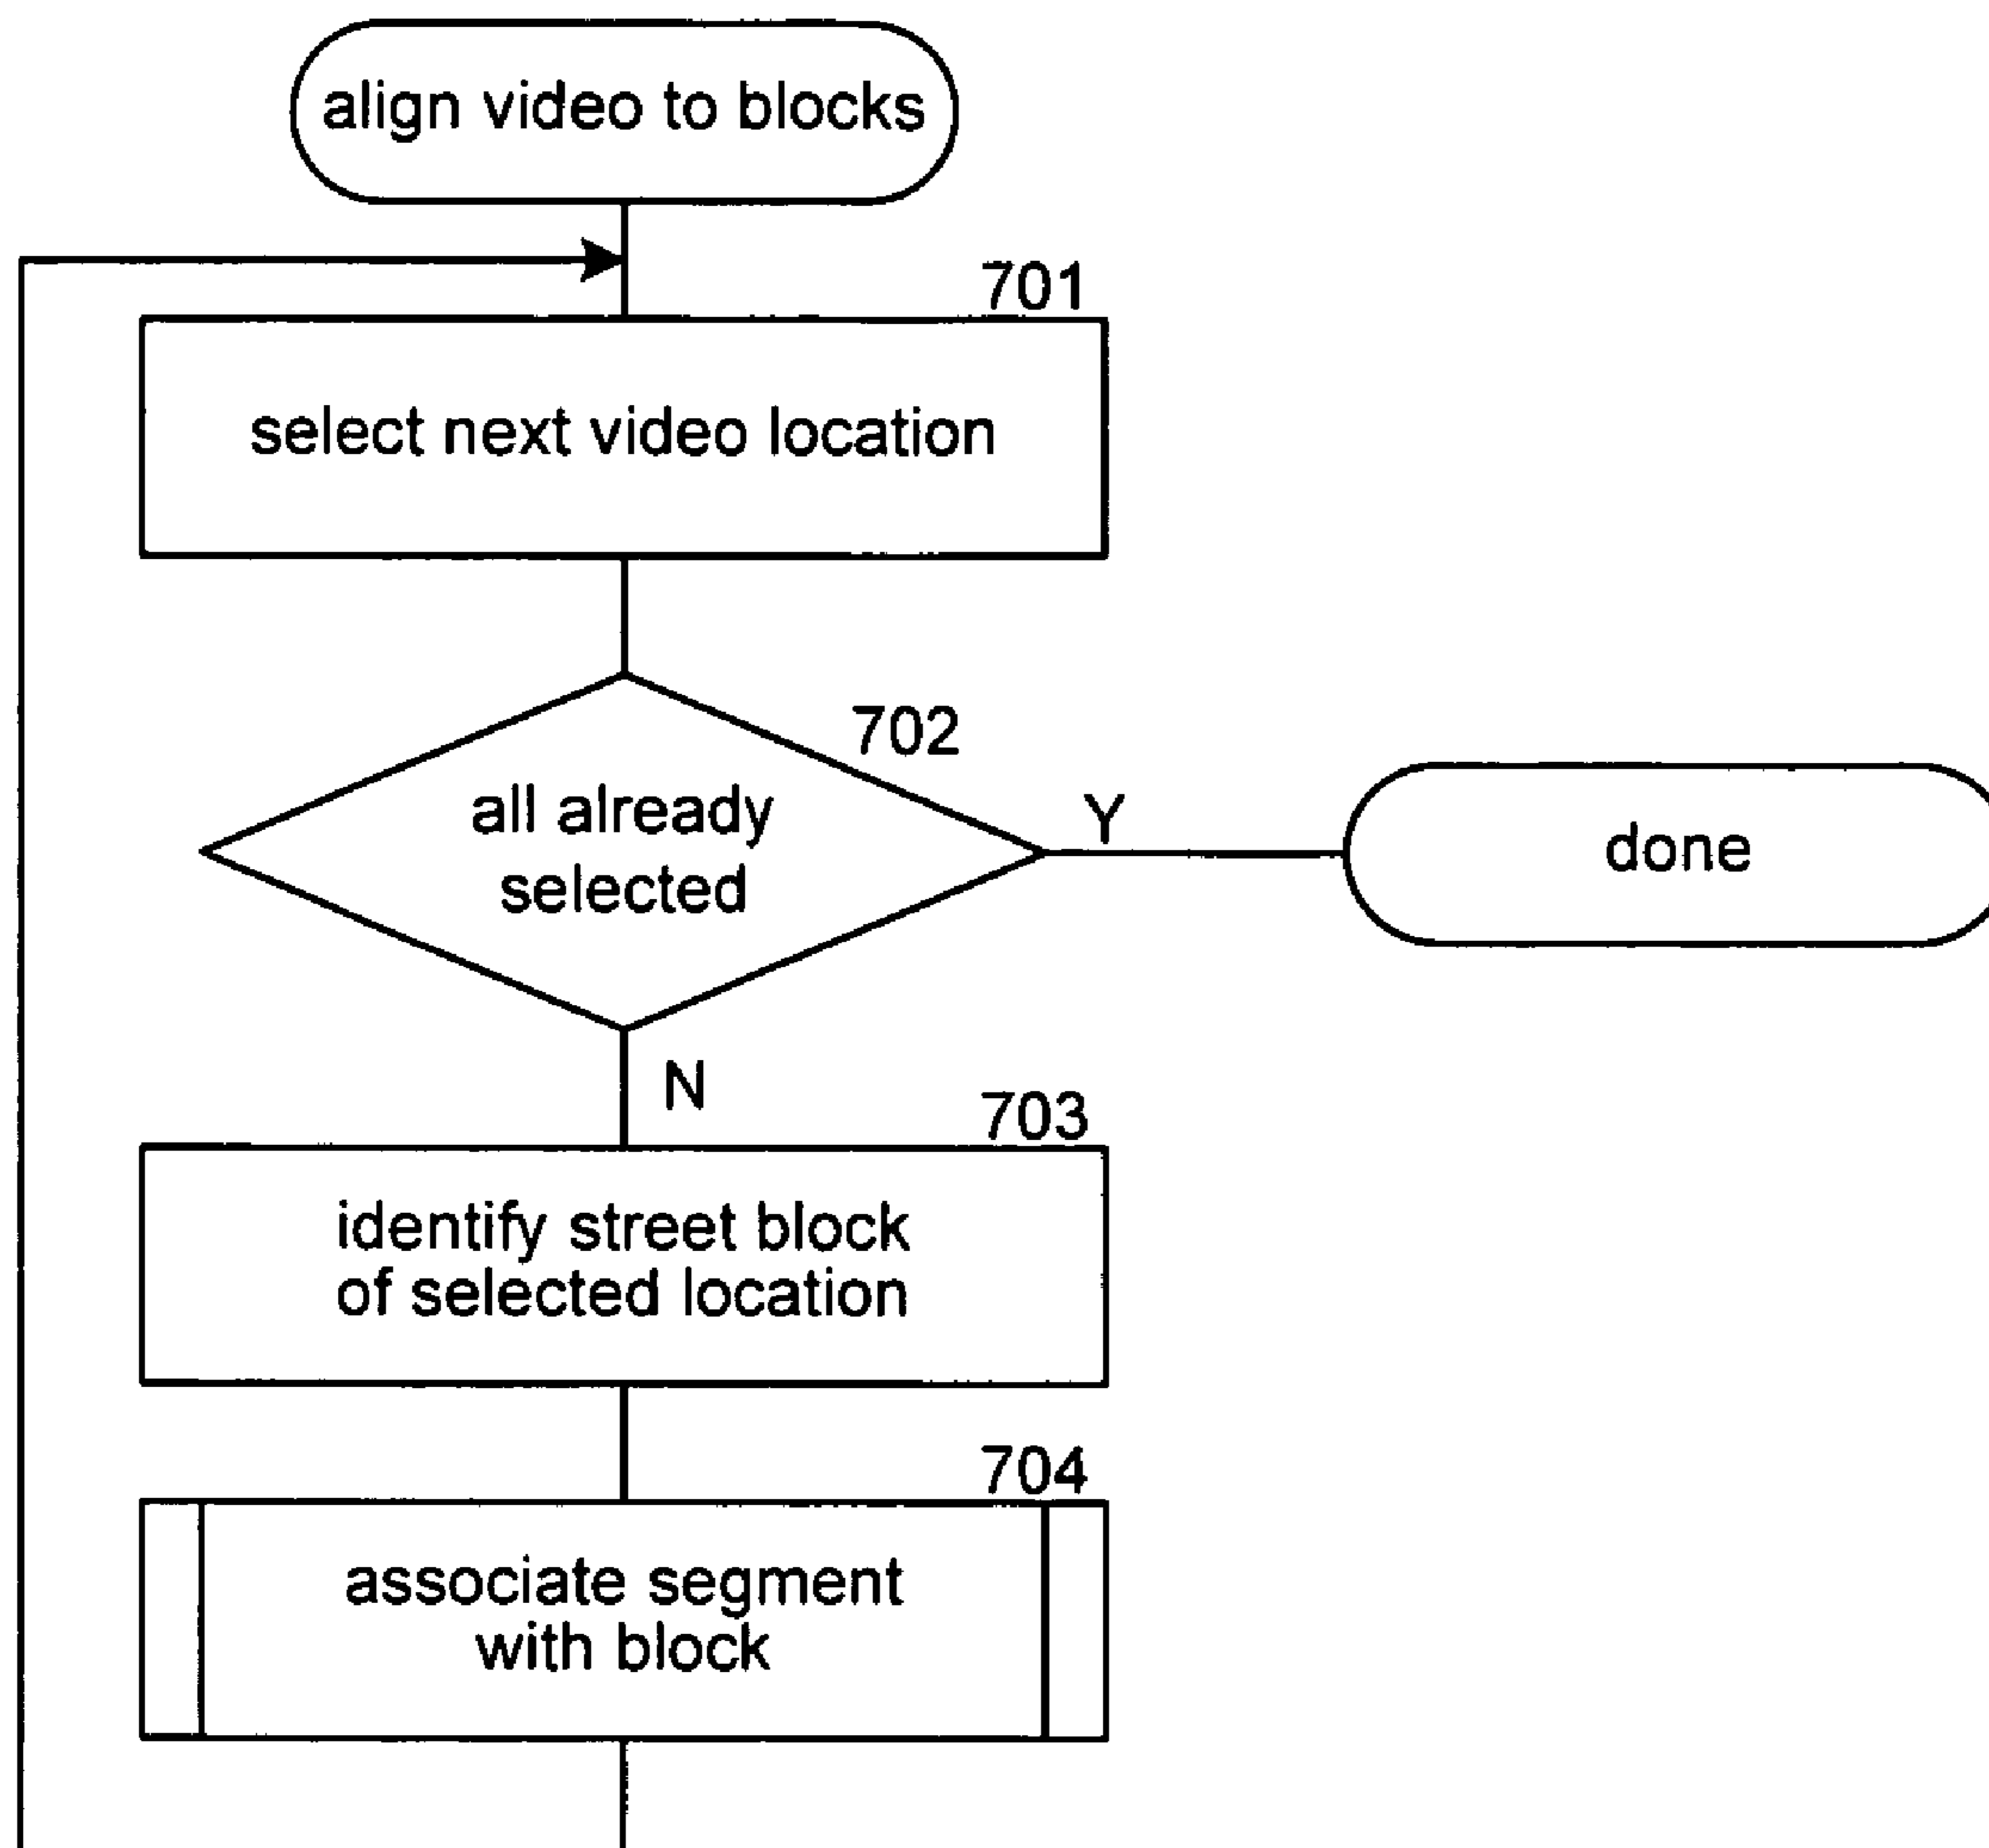 align video to blocks
701
select next video location
702
all already
selected
Y
done
N
703
identify street block
of selected location
704
associate segment
with block